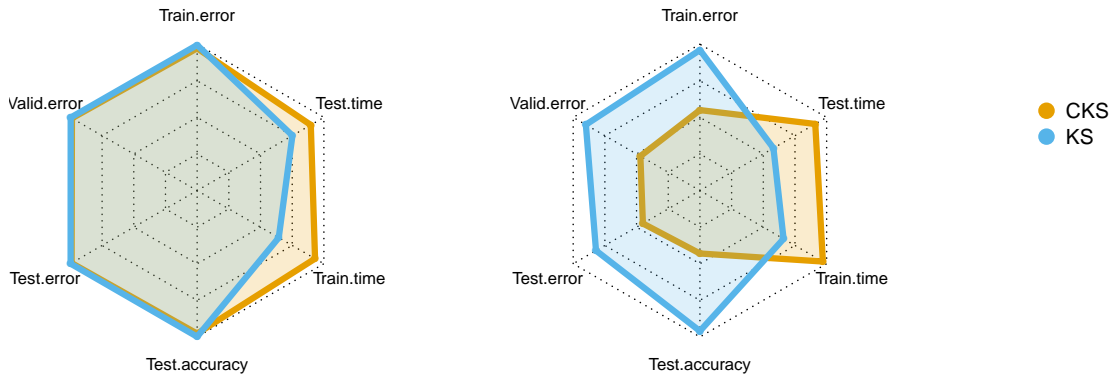 Train.error
Valid.error
Test.time
Test.error
Train.time
Test.accuracy
Train.error
Valid.error
Test.time
Test.error
Train.time
Test.accuracy
CKS
KS